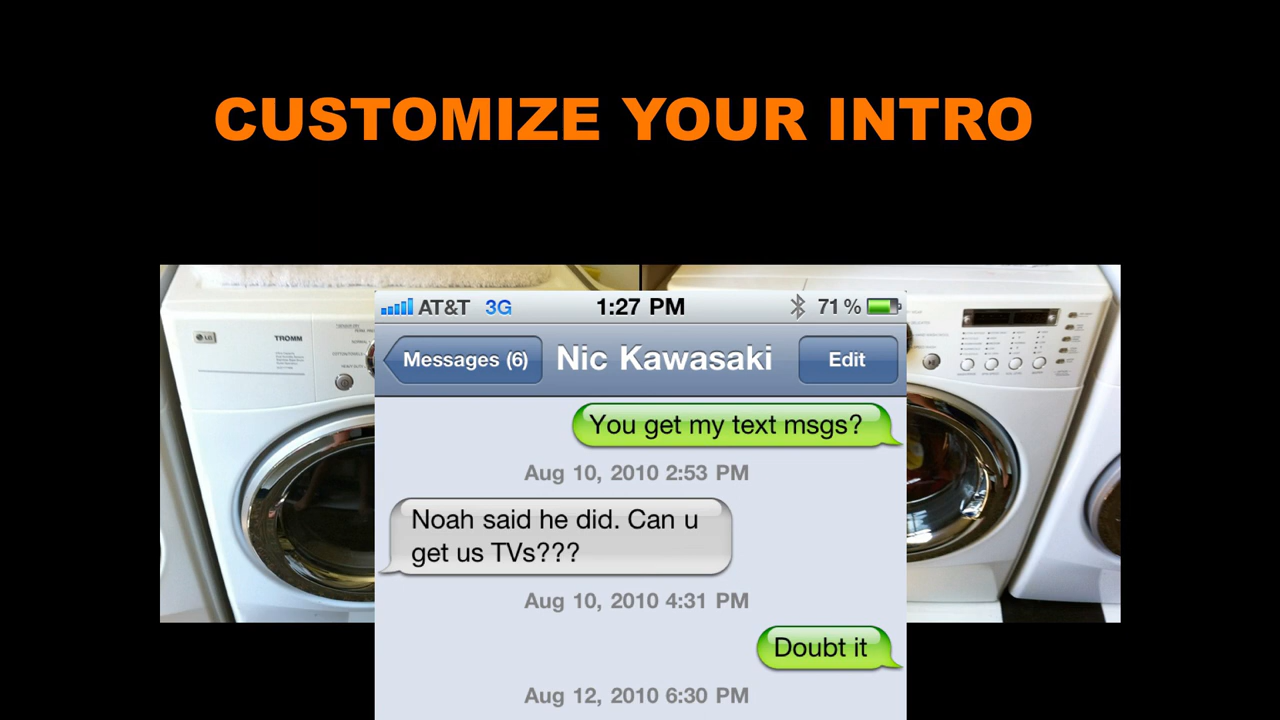 CUSTOMIZE YOUR INTRO
AT&T 3G 1:27 PM 71%
Messages (6) Nic Kawasaki Edit
LG TROMM
You get my text msgs?
Aug 10, 2010 2:53 PM
Noah said he did. Can u
get us TVs???
Aug 10, 2010 4:31 PM
Doubt it
Aug 12, 2010 6:30 PM